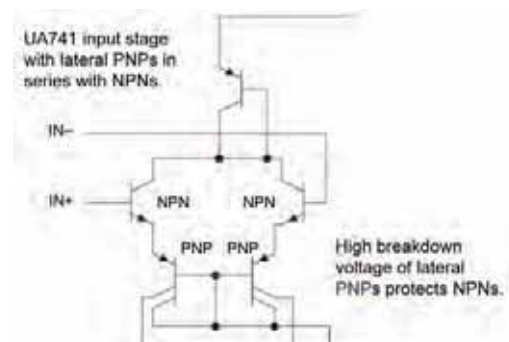 UA741 input stage
with lateral PNPs in
series with NPNs.
IN–
IN+
NPN
NPN
PNP
PNP
High breakdown
voltage of lateral
PNPs protects NPNs.